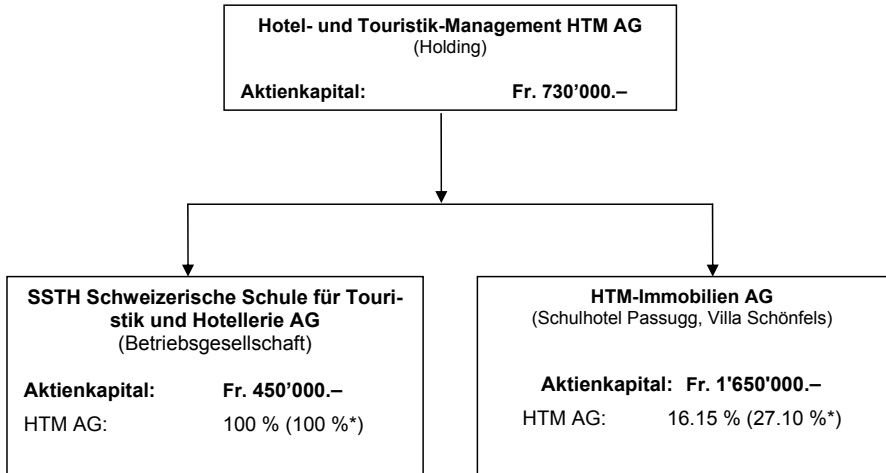 Hotel- und Touristik-Management HTM AG
(Holding)
Aktienkapital: Fr. 730’000.–
SSTH Schweizerische Schule für Touri-
stik und Hotellerie AG
(Betriebsgesellschaft)
Aktienkapital: Fr. 450’000.–
HTM AG: 100 % (100 %*)
HTM-Immobilien AG
(Schulhotel Passugg, Villa Schönfels)
Aktienkapital: Fr. 1'650'000.–
HTM AG: 16.15 % (27.10 %*)